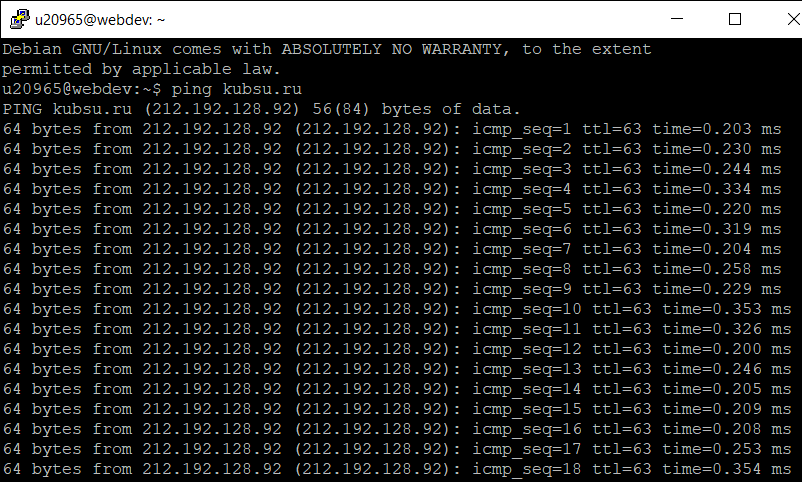 u20965@webdev: ~
Debian GNU/Linux comes with ABSOLUTELY NO WARRANTY, to the extent
permitted by applicable law.
u20965@webdev:~$ ping kubsu.ru
PING kubsu.ru (212.192.128.92) 56(84) bytes of data.
64 bytes from 212.192.128.92 (212.192.128.92): icmp_seq=1 ttl=63 time=0.203 ms
64 bytes from 212.192.128.92 (212.192.128.92): icmp_seq=2 ttl=63 time=0.230 ms
64 bytes from 212.192.128.92 (212.192.128.92): icmp_seq=3 ttl=63 time=0.244 ms
64 bytes from 212.192.128.92 (212.192.128.92): icmp_seq=4 ttl=63 time=0.334 ms
64 bytes from 212.192.128.92 (212.192.128.92): icmp_seq=5 ttl=63 time=0.220 ms
64 bytes from 212.192.128.92 (212.192.128.92): icmp_seq=6 ttl=63 time=0.319 ms
64 bytes from 212.192.128.92 (212.192.128.92): icmp_seq=7 ttl=63 time=0.204 ms
64 bytes from 212.192.128.92 (212.192.128.92): icmp_seq=8 ttl=63 time=0.258 ms
64 bytes from 212.192.128.92 (212.192.128.92): icmp_seq=9 ttl=63 time=0.229 ms
64 bytes from 212.192.128.92 (212.192.128.92): icmp_seq=10 ttl=63 time=0.353 ms
64 bytes from 212.192.128.92 (212.192.128.92): icmp_seq=11 ttl=63 time=0.326 ms
64 bytes from 212.192.128.92 (212.192.128.92): icmp_seq=12 ttl=63 time=0.200 ms
64 bytes from 212.192.128.92 (212.192.128.92): icmp_seq=13 ttl=63 time=0.246 ms
64 bytes from 212.192.128.92 (212.192.128.92): icmp_seq=14 ttl=63 time=0.205 ms
64 bytes from 212.192.128.92 (212.192.128.92): icmp_seq=15 ttl=63 time=0.209 ms
64 bytes from 212.192.128.92 (212.192.128.92): icmp_seq=16 ttl=63 time=0.208 ms
64 bytes from 212.192.128.92 (212.192.128.92): icmp_seq=17 ttl=63 time=0.253 ms
64 bytes from 212.192.128.92 (212.192.128.92): icmp_seq=18 ttl=63 time=0.354 ms